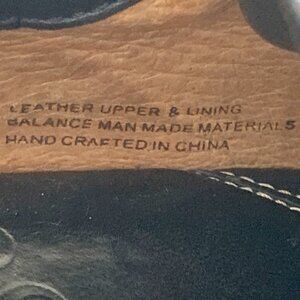 LEATHER UPPER & LINING
BALANCE MAN MADE MATERIALS
HAND CRAFTED IN CHINA